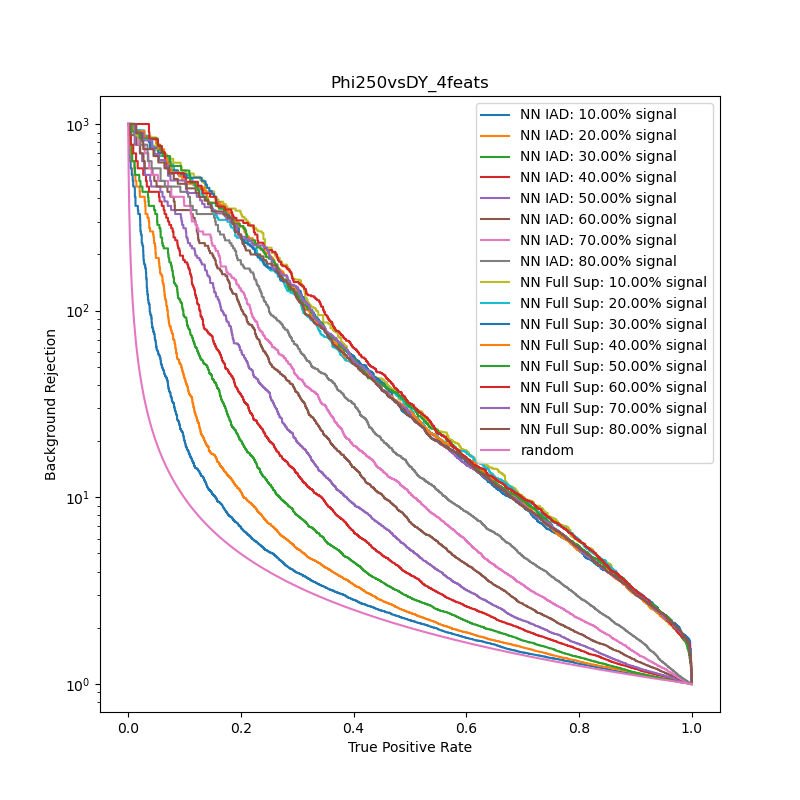 Phi250vsDY_4feats
NN IAD: 10.00% signal
NN IAD: 20.00% signal
NN IAD: 30.00% signal
NN IAD: 40.00% signal
NN IAD: 50.00% signal
NN IAD: 60.00% signal
NN IAD: 70.00% signal
NN IAD: 80.00% signal
NN Full Sup: 10.00% signal
NN Full Sup: 20.00% signal
NN Full Sup: 30.00% signal
NN Full Sup: 40.00% signal
NN Full Sup: 50.00% signal
NN Full Sup: 60.00% signal
NN Full Sup: 70.00% signal
NN Full Sup: 80.00% signal
random
Background Rejection
10³
10²
10¹
10⁰
0.0 0.2 0.4 0.6 0.8 1.0
True Positive Rate